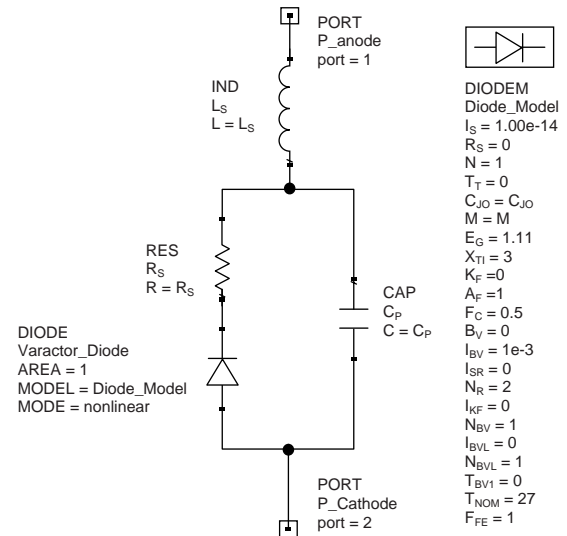 PORT
P_anode
port = 1
IND
LS
L = LS
RES
RS
R = RS
CAP
CP
C = CP
DIODE
Varactor_Diode
AREA = 1
MODEL = Diode_Model
MODE = nonlinear
PORT
P_Cathode
port = 2
DIODEM
Diode_Model
IS = 1.00e-14
RS = 0
N = 1
TT = 0
CJO = CJO
M = M
EG = 1.11
XTI = 3
KF =0
AF =1
FC = 0.5
BV = 0
IBV = 1e-3
ISR = 0
NR = 2
IKF = 0
NBV = 1
IBVL = 0
NBVL = 1
TBV1 = 0
TNOM = 27
FFE = 1